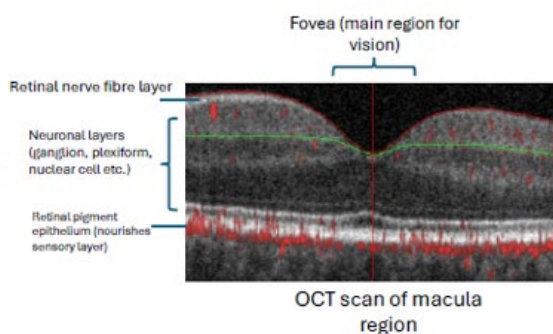 Fovea (main region for
vision)
Retinal nerve fibre layer
Neuronal layers
(ganglion, plexiform,
nuclear cell etc.)
Retinal pigment
epithelium (nourishes
sensory layer)
OCT scan of macula
region